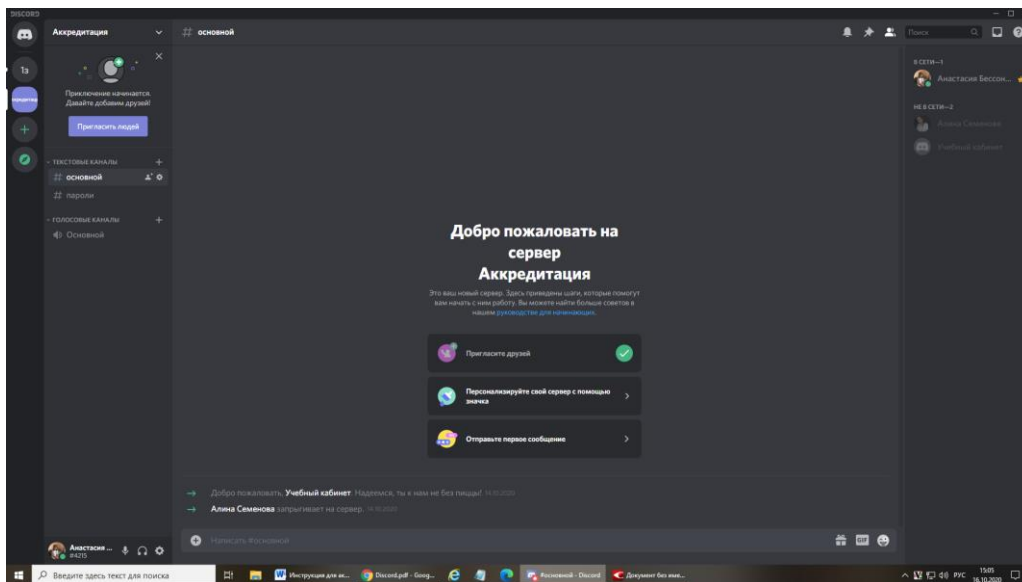 DISCORD
Аккредитация
# основной
Поиск
1а
Приключение начинается.
Давайте добавим друзей!
Пригласить людей
ТЕКСТОВЫЕ КАНАЛЫ
# основной
# пароли
ГОЛОСОВЫЕ КАНАЛЫ
Основной
Добро пожаловать на
сервер
Аккредитация
Это ваш новый сервер. Здесь приведены шаги, которые помогут
вам начать с ним работу. Вы можете найти больше советов в
нашем руководстве для начинающих.
Пригласите друзей
Персонализируйте свой сервер с помощью
значка
Отправьте первое сообщение
Добро пожаловать, Учебный кабинет. Надеемся, ты к нам не без пиццы! 14.10.2020
Алина Семенова запрыгивает на сервер. 14.10.2020
Написать #основной
GIF
В СЕТИ—1
Анастасия Бессон...
НЕ В СЕТИ—2
Алина Семенова
Учебный кабинет
Анастасия ...
#4215
Введите здесь текст для поиска
Инструкция для ак...
Discord.pdf - Goog...
#основной - Discord
Документ без име...
РУС
15:05
16.10.2020